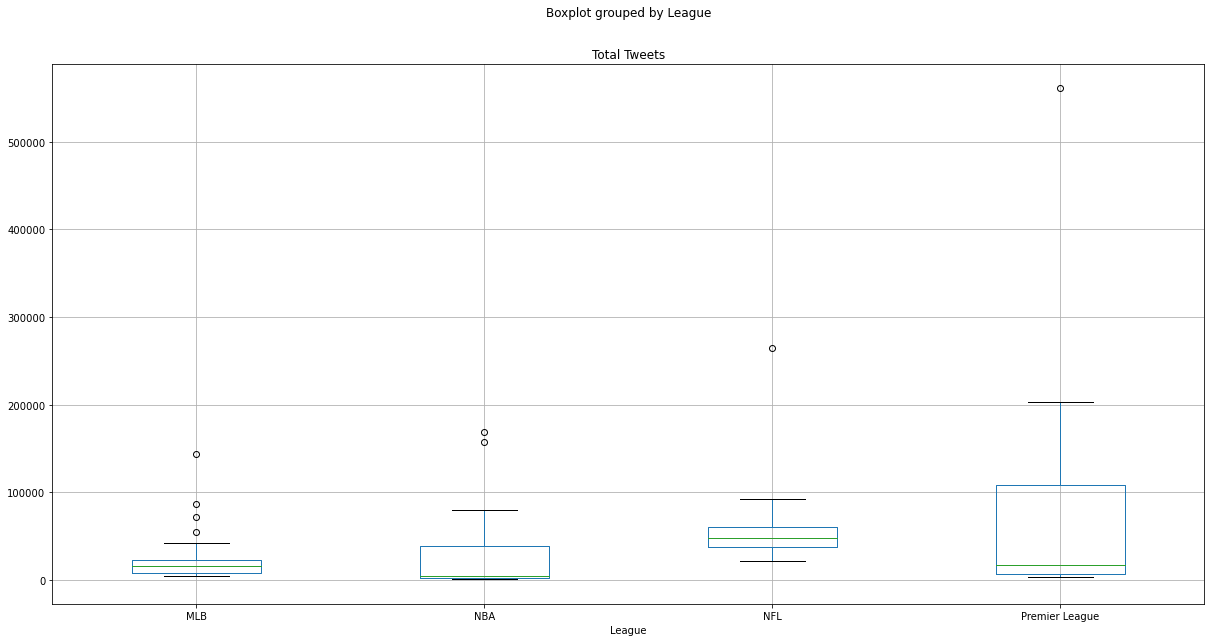 Boxplot grouped by League
Total Tweets
500000
400000
300000
200000
100000
0
MLB NBA NFL Premier League
League